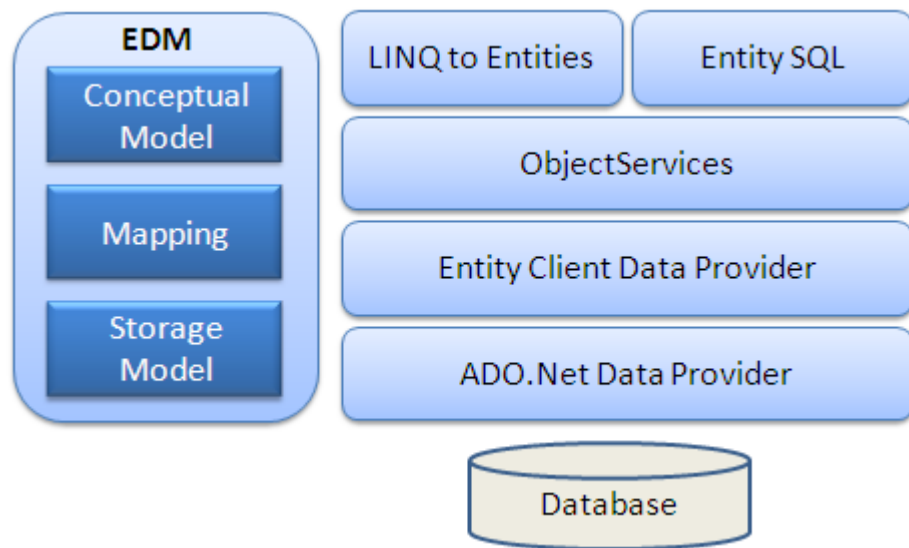 EDM
Conceptual
Model
Mapping
Storage
Model
LINQ to Entities
Entity SQL
ObjectServices
Entity Client Data Provider
ADO.Net Data Provider
Database